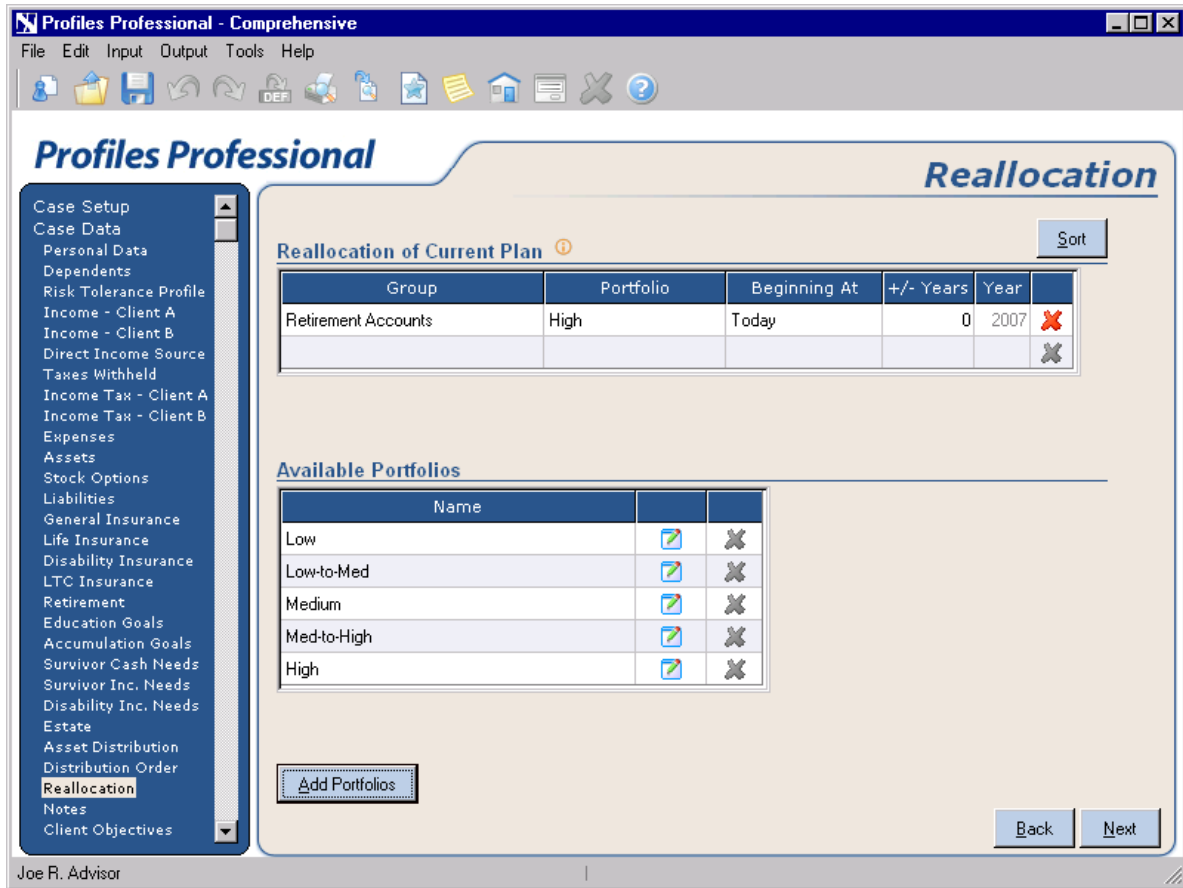 Profiles Professional - Comprehensive
File Edit Input Output Tools Help
DEF
Profiles Professional
Reallocation
Case Setup
Case Data
Personal Data
Dependents
Risk Tolerance Profile
Income - Client A
Income - Client B
Direct Income Source
Taxes Withheld
Income Tax - Client A
Income Tax - Client B
Expenses
Assets
Stock Options
Liabilities
General Insurance
Life Insurance
Disability Insurance
LTC Insurance
Retirement
Education Goals
Accumulation Goals
Survivor Cash Needs
Survivor Inc. Needs
Disability Inc. Needs
Estate
Asset Distribution
Distribution Order
Reallocation
Notes
Client Objectives
Sort
Reallocation of Current Plan
Group Portfolio Beginning At +/- Years Year
Retirement Accounts High Today 0 2007
Available Portfolios
Name
Low
Low-to-Med
Medium
Med-to-High
High
Add Portfolios
Back Next
Joe R. Advisor